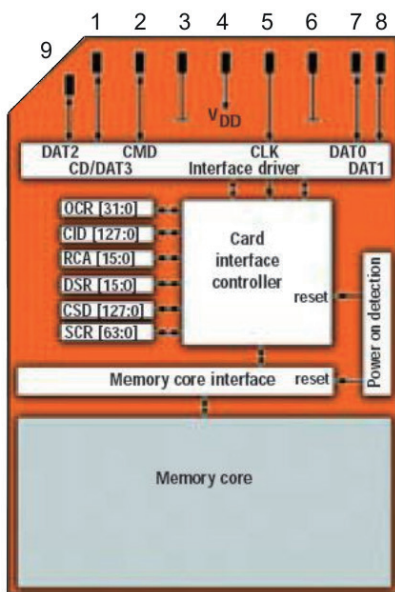 9 1 2 3 4 5 6 7 8
VDD
DAT2 CMD CLK DAT0
CD/DAT3 Interface driver DAT1
OCR [31:0]
CID [127:0]
RCA [15:0]
DSR [15:0]
CSD [127:0]
SCR [63:0]
Card
interface
controller
reset
Power on detection
Memory core interface reset
Memory core